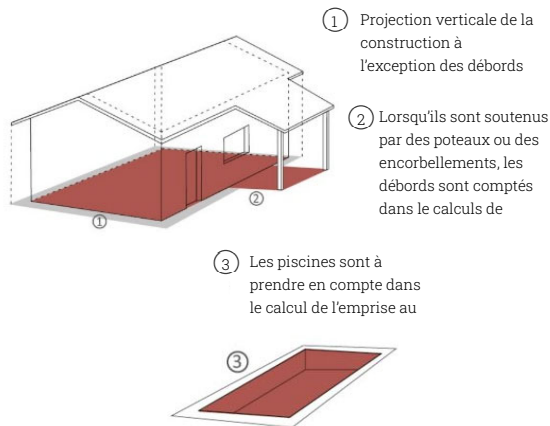 ① Projection verticale de la
construction à
l'exception des débords
② Lorsqu'ils sont soutenus
par des poteaux ou des
encorbellements, les
débords sont comptés
dans le calculs de
①
②
③ Les piscines sont à
prendre en compte dans
le calcul de l'emprise au
③